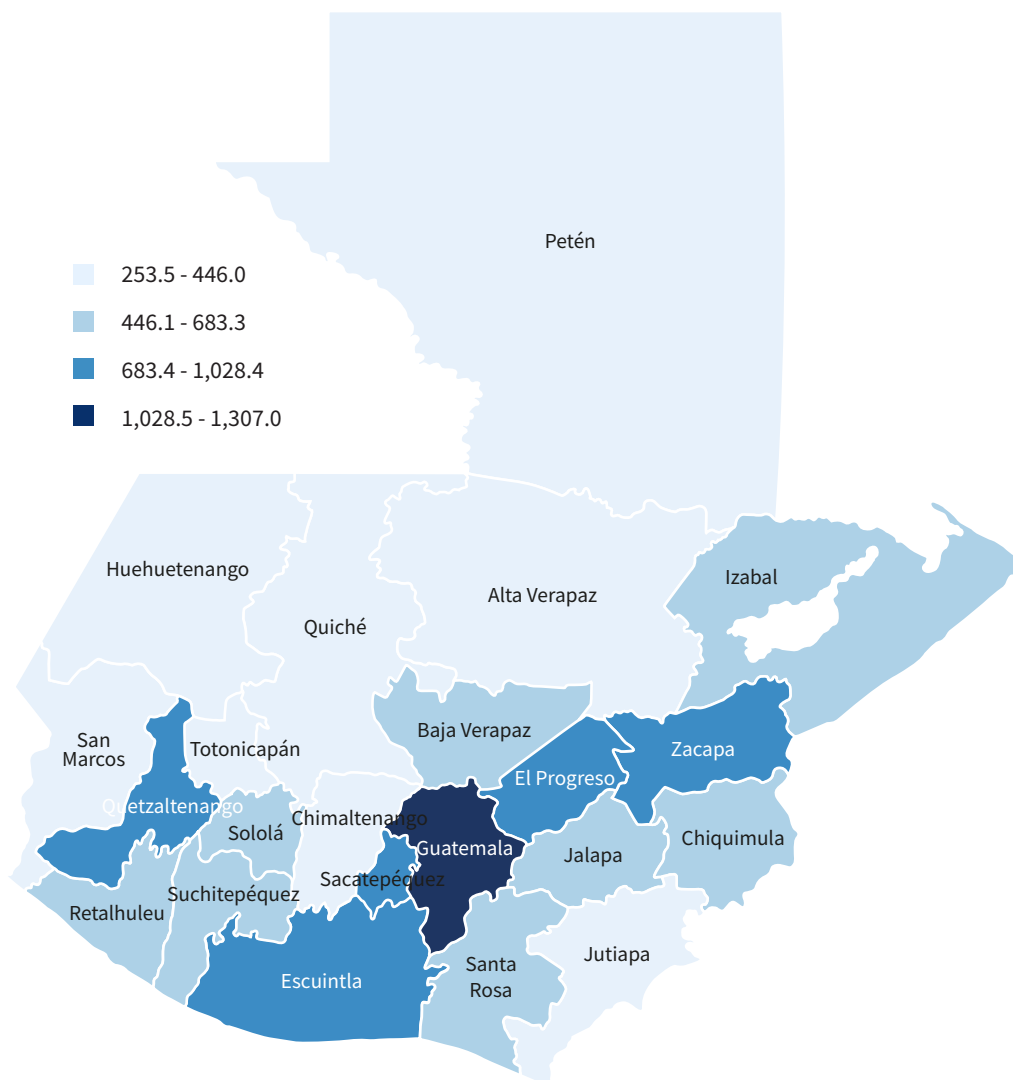 Petén
253.5 - 446.0
446.1 - 683.3
683.4 - 1,028.4
1,028.5 - 1,307.0
Huehuetenango
Izabal
Alta Verapaz
Quiché
San
Marcos
Totonicapán
Baja Verapaz
Zacapa
El Progreso
Quetzaltenango
Sololá
Chimaltenango
Guatemala
Jalapa
Chiquimula
Sacatepéquez
Suchitepéquez
Retalhuleu
Escuintla
Santa
Rosa
Jutiapa